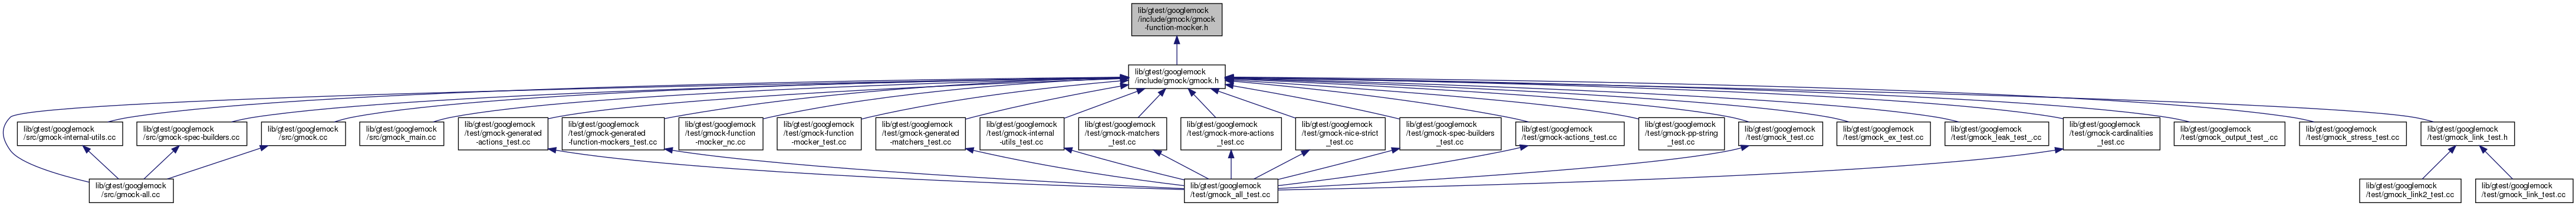 lib/gtest/googlemock
/include/gmock/gmock
-function-mocker.h
lib/gtest/googlemock
/include/gmock/gmock.h
lib/gtest/googlemock
/src/gmock-internal-utils.cc
lib/gtest/googlemock
/src/gmock-spec-builders.cc
lib/gtest/googlemock
/src/gmock.cc
lib/gtest/googlemock
/src/gmock_main.cc
lib/gtest/googlemock
/test/gmock-generated
-actions_test.cc
lib/gtest/googlemock
/test/gmock-generated
-function-mockers_test.cc
lib/gtest/googlemock
/test/gmock-function
-mocker_nc.cc
lib/gtest/googlemock
/test/gmock-function
-mocker_test.cc
lib/gtest/googlemock
/test/gmock-generated
-matchers_test.cc
lib/gtest/googlemock
/test/gmock-internal
-utils_test.cc
lib/gtest/googlemock
/test/gmock-matchers
_test.cc
lib/gtest/googlemock
/test/gmock-more-actions
_test.cc
lib/gtest/googlemock
/test/gmock-nice-strict
_test.cc
lib/gtest/googlemock
/test/gmock-spec-builders
_test.cc
lib/gtest/googlemock
/test/gmock-actions_test.cc
lib/gtest/googlemock
/test/gmock-pp-string
_test.cc
lib/gtest/googlemock
/test/gmock_test.cc
lib/gtest/googlemock
/test/gmock_ex_test.cc
lib/gtest/googlemock
/test/gmock_leak_test_.cc
lib/gtest/googlemock
/test/gmock-cardinalities
_test.cc
lib/gtest/googlemock
/test/gmock_output_test_.cc
lib/gtest/googlemock
/test/gmock_stress_test.cc
lib/gtest/googlemock
/test/gmock_link_test.h
lib/gtest/googlemock
/src/gmock-all.cc
lib/gtest/googlemock
/test/gmock_all_test.cc
lib/gtest/googlemock
/test/gmock_link2_test.cc
lib/gtest/googlemock
/test/gmock_link_test.cc